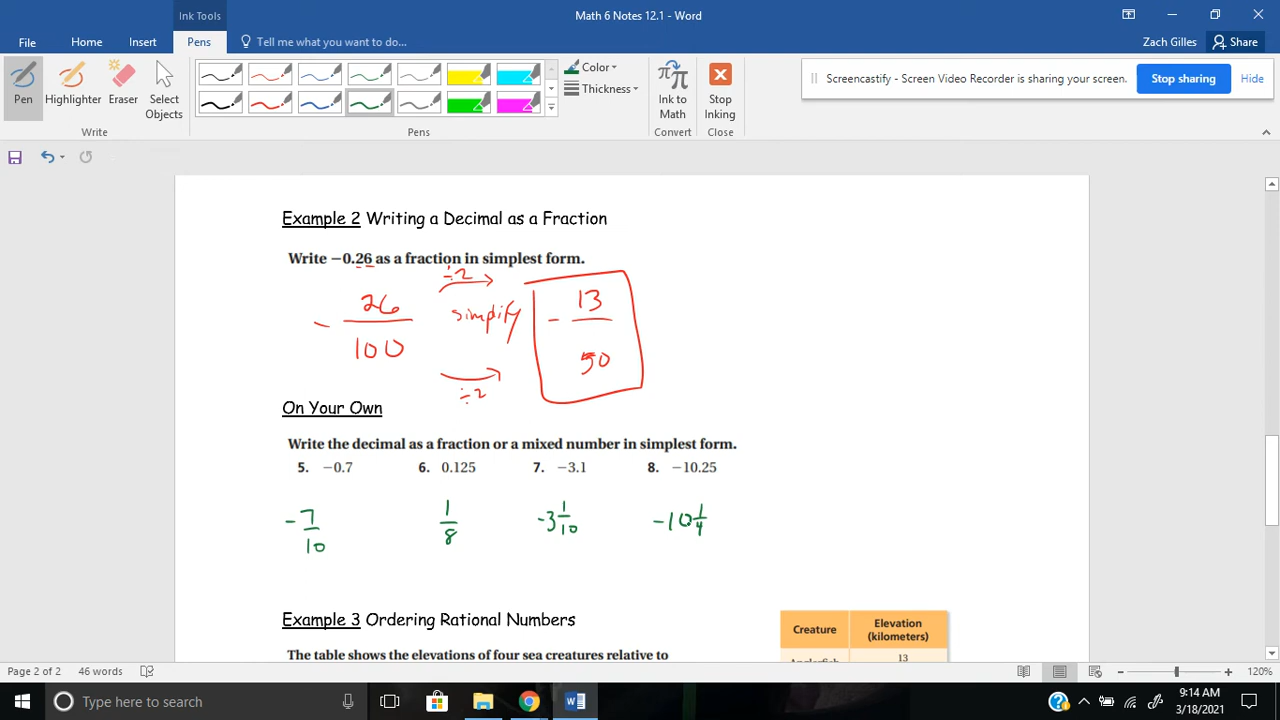 Ink Tools
Math 6 Notes 12.1 - Word
File Home Insert Pens Tell me what you want to do... Zach Gilles Share
Pen Highlighter Eraser Select Objects
Color
Thickness
Ink to Math
Stop Inking
Screencastify - Screen Video Recorder is sharing your screen. Stop sharing Hide
Write Pens Convert Close
Example 2 Writing a Decimal as a Fraction
Write −0.26 as a fraction in simplest form.
÷2
- 26/100 simplify - 13/50
÷2
On Your Own
Write the decimal as a fraction or a mixed number in simplest form.
5. −0.7 6. 0.125 7. −3.1 8. −10.25
-7/10 1/8 -3 1/10 -10 1/4
Example 3 Ordering Rational Numbers
Creature Elevation (kilometers)
The table shows the elevations of four sea creatures relative to
Anglerfish 13
Page 2 of 2 46 words 120%
Type here to search
9:14 AM
3/18/2021